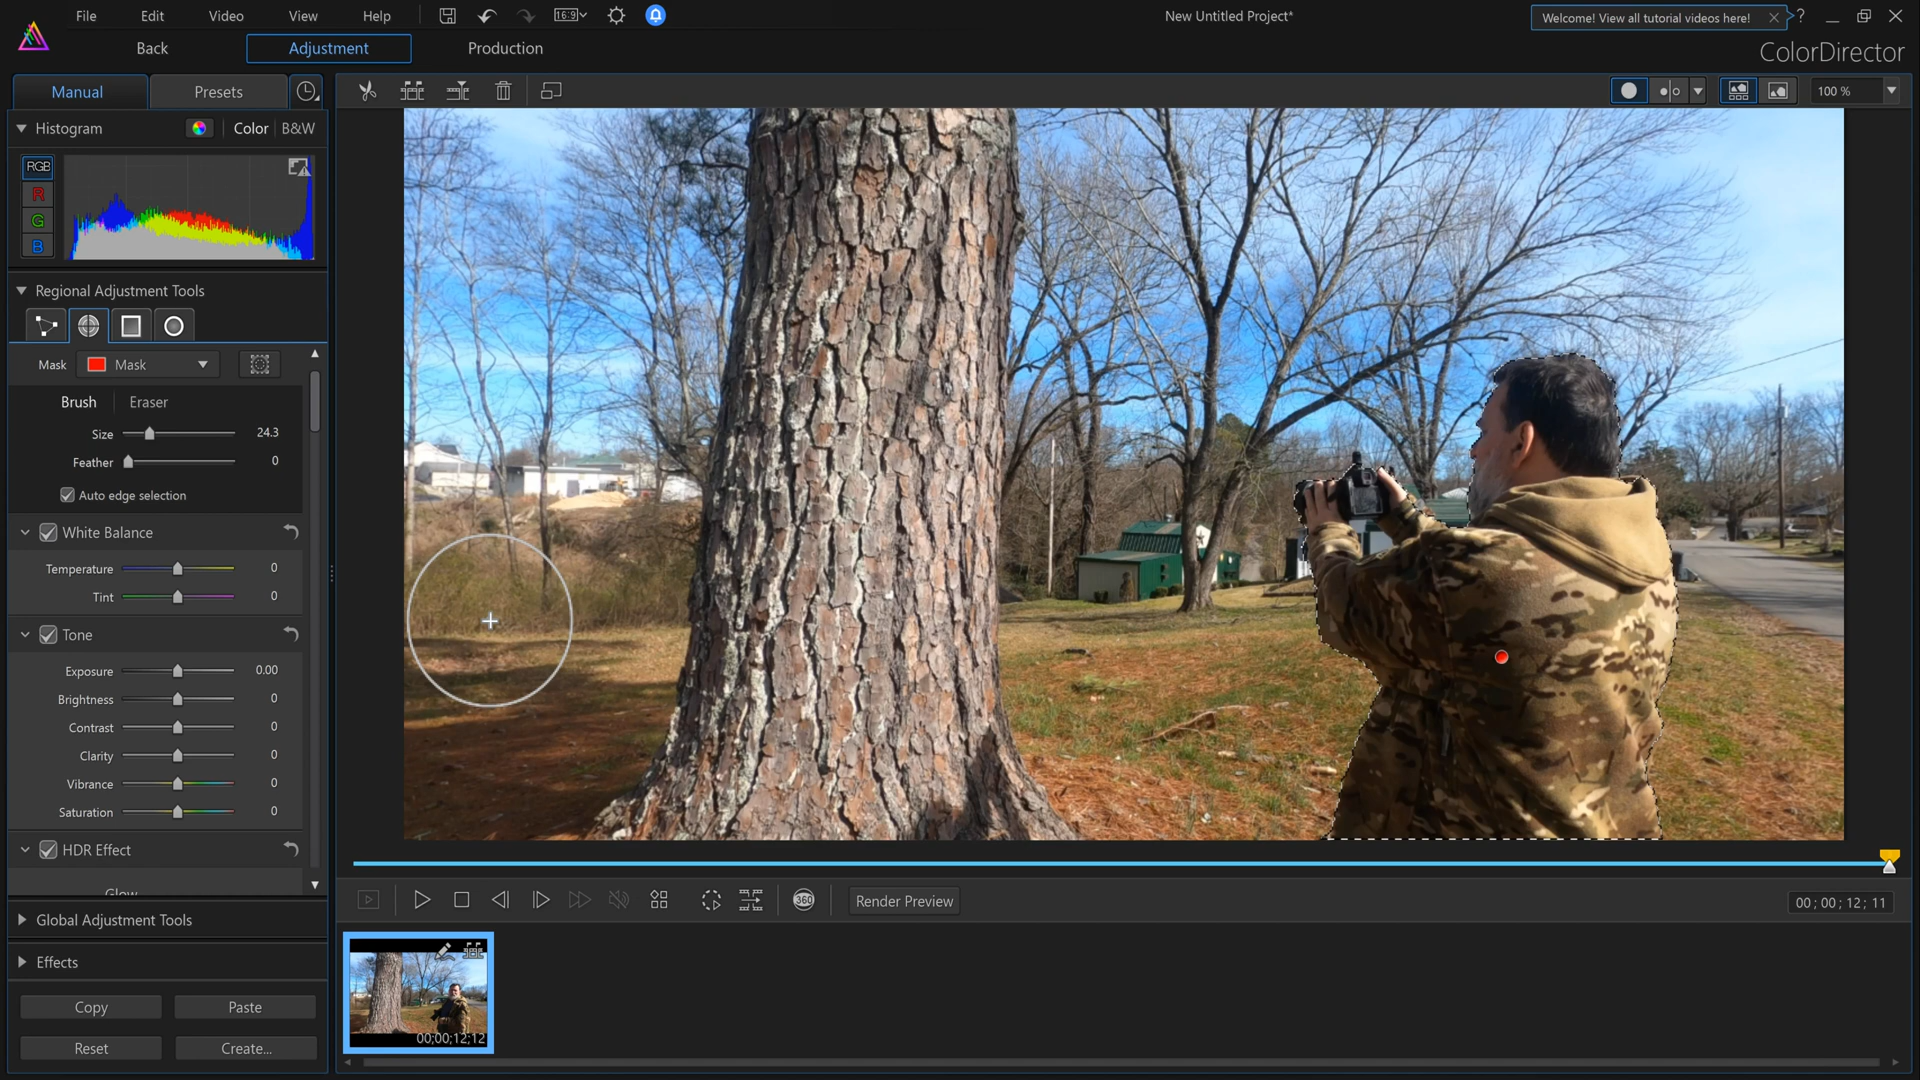 File Edit Video View Help 16:9 New Untitled Project* Welcome! View all tutorial videos here! ?
Back Adjustment Production ColorDirector
Manual Presets 100 %
Histogram Color B&W
RGB
R
G
B
Regional Adjustment Tools
Mask Mask
Brush Eraser
Size 24.3
Feather 0
Auto edge selection
White Balance
Temperature 0
Tint 0
Tone
Exposure 0.00
Brightness 0
Contrast 0
Clarity 0
Vibrance 0
Saturation 0
HDR Effect
Glow
360 Render Preview 00 ; 00 ; 12 ; 11
Global Adjustment Tools
Effects
Copy Paste
00;00;12;12
Reset Create...